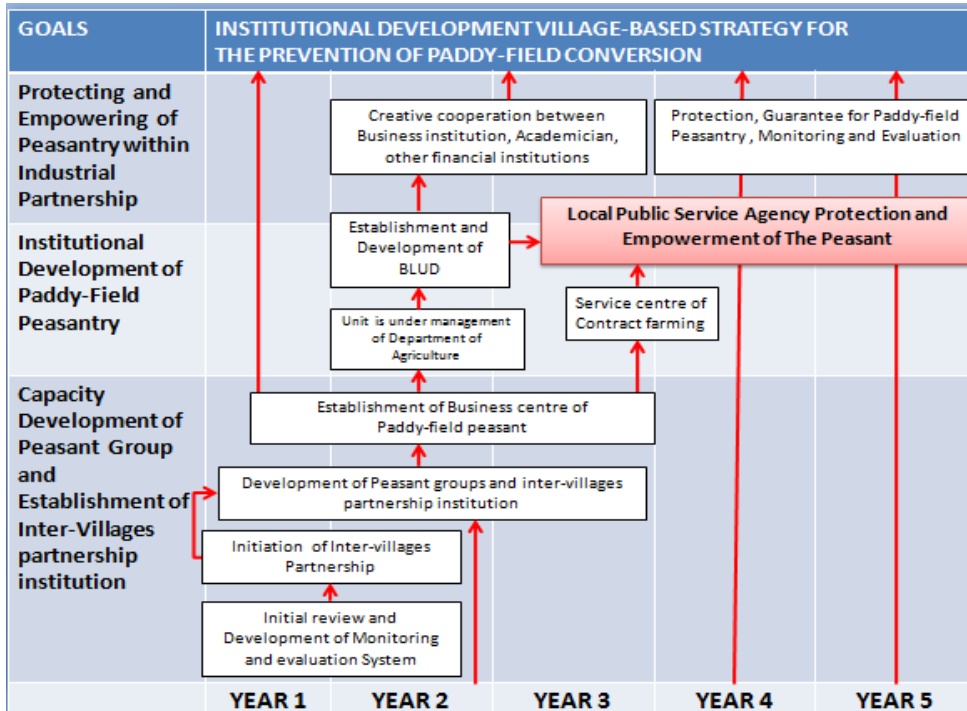 GOALS
INSTITUTIONAL DEVELOPMENT VILLAGE-BASED STRATEGY FOR
THE PREVENTION OF PADDY-FIELD CONVERSION
Protecting and
Empowering of
Peasantry within
Industrial
Partnership
Creative cooperation between
Business institution, Academician,
other financial institutions
Protection, Guarantee for Paddy-field
Peasantry , Monitoring and Evaluation
Local Public Service Agency Protection and
Empowerment of The Peasant
Institutional
Development of
Paddy-Field
Peasantry
Establishment and
Development of
BLUD
Service centre of
Contract farming
Unit is under management
of Department of
Agriculture
Capacity
Development of
Peasant Group
and
Establishment of
Inter-Villages
partnership
institution
Establishment of Business centre of
Paddy-field peasant
Development of Peasant groups and inter-villages
partnership institution
Initiation of Inter-villages
Partnership
Initial review and
Development of Monitoring
and evaluation System
YEAR 1 YEAR 2 YEAR 3 YEAR 4 YEAR 5